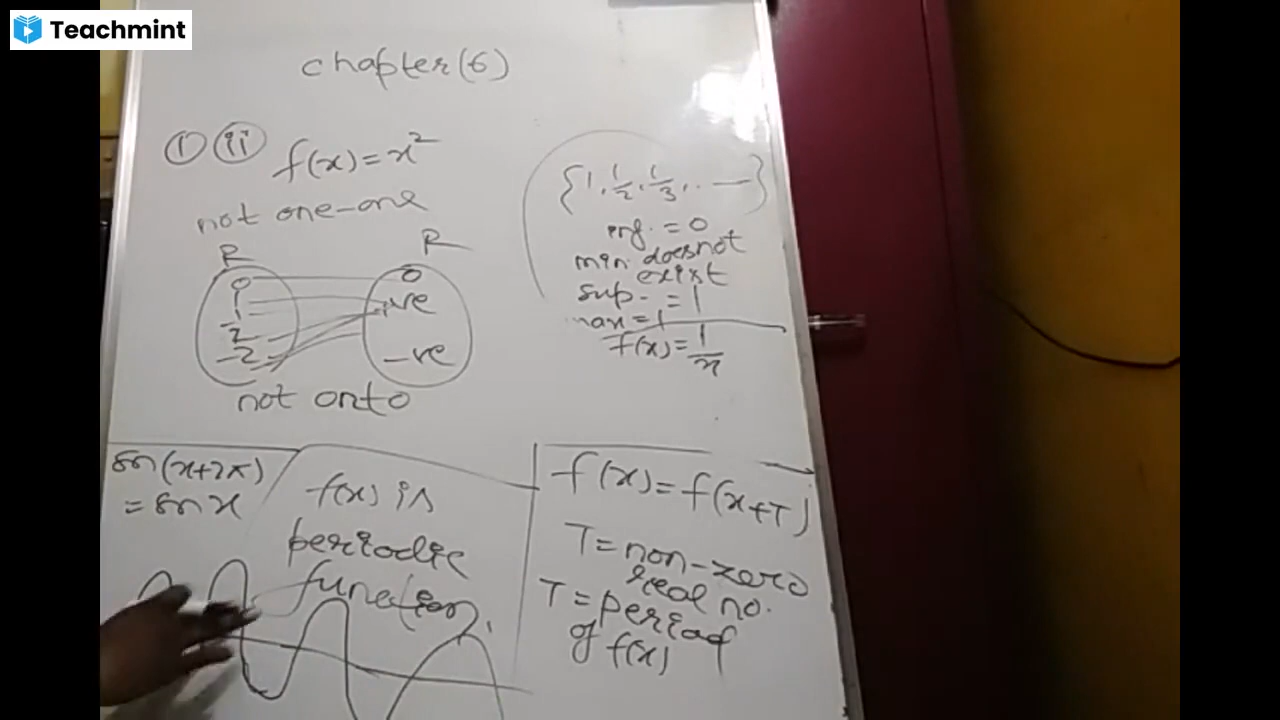 Teachmint
chapter (6)
i ii f(x) = x²
not one-one
R R
0 0
1 +ve
-1
2
-2 -ve
not onto
{1, 1/2, 1/3, .. —}
inf. = 0
min. does not
exist
sup. = 1
max = 1
f(x) = 1/x
sin(x+2π)
= sin x
f(x) is
periodic
function.
f(x) = f(x+T)
T = non-zero
real no.
T = period
of f(x)